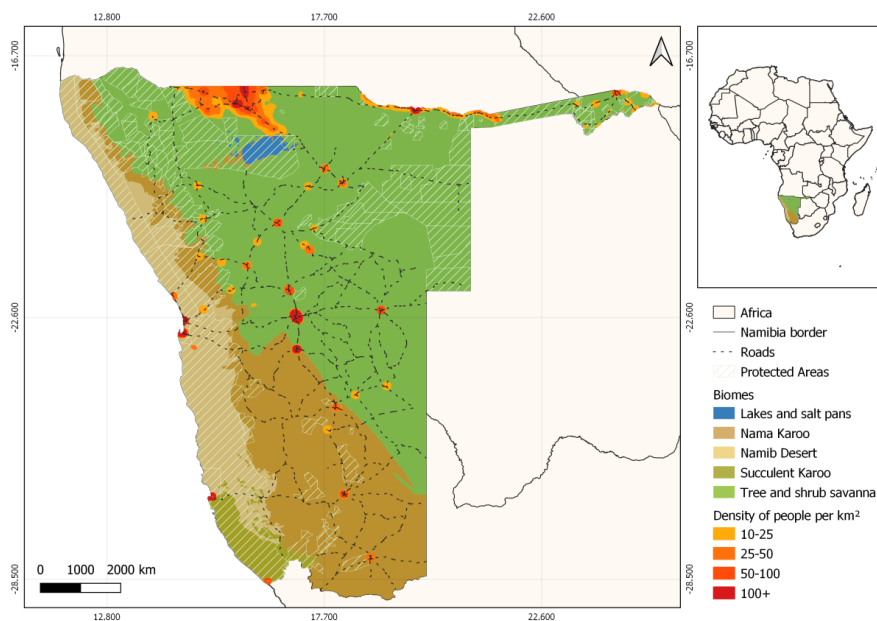 12.800 17.700 22.600
-16.700 -16.700
-22.600 -22.600
-28.500 -28.500
0 1000 2000 km
12.800 17.700 22.600
Africa
Namibia border
Roads
Protected Areas
Biomes
Lakes and salt pans
Nama Karoo
Namib Desert
Succulent Karoo
Tree and shrub savanna
Density of people per km²
10-25
25-50
50-100
100+